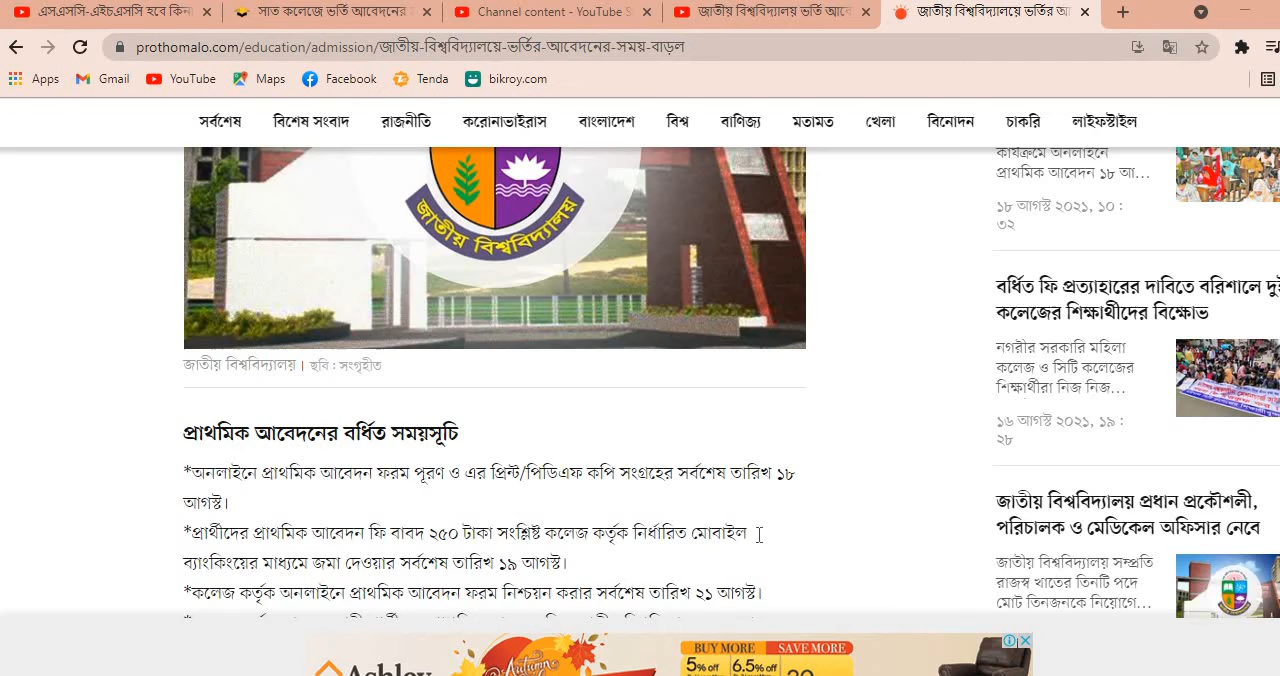 এসএসসি-এইচএসসি হবে কিনা
সাত কলেজে ভর্তি আবেদনের
Channel content - YouTube S
জাতীয় বিশ্ববিদ্যালয় ভর্তি আবে
জাতীয় বিশ্ববিদ্যালয়ে ভর্তির আ
prothomalo.com/education/admission/জাতীয়-বিশ্ববিদ্যালয়ে-ভর্তির-আবেদনের-সময়-বাড়ল
Apps Gmail YouTube Maps Facebook Tenda bikroy.com
সর্বশেষ বিশেষ সংবাদ রাজনীতি করোনাভাইরাস বাংলাদেশ বিশ্ব বাণিজ্য মতামত খেলা বিনোদন চাকরি লাইফস্টাইল
জাতীয় বিশ্ববিদ্যালয়
জাতীয় বিশ্ববিদ্যালয় | ছবি : সংগৃহীত
প্রাথমিক আবেদনের বর্ধিত সময়সূচি
*অনলাইনে প্রাথমিক আবেদন ফরম পূরণ ও এর প্রিন্ট/পিডিএফ কপি সংগ্রহের সর্বশেষ তারিখ ১৮
আগস্ট।
*প্রার্থীদের প্রাথমিক আবেদন ফি বাবদ ২৫০ টাকা সংশ্লিষ্ট কলেজ কর্তৃক নির্ধারিত মোবাইল
ব্যাংকিংয়ের মাধ্যমে জমা দেওয়ার সর্বশেষ তারিখ ১৯ আগস্ট।
*কলেজ কর্তৃক অনলাইনে প্রাথমিক আবেদন ফরম নিশ্চয়ন করার সর্বশেষ তারিখ ২১ আগস্ট।
কার্যক্রমে অনলাইনে
প্রাথমিক আবেদন ১৮ আ...
১৮ আগস্ট ২০২১, ১০ :
৩২
বর্ধিত ফি প্রত্যাহারের দাবিতে বরিশালে দুই
কলেজের শিক্ষার্থীদের বিক্ষোভ
নগরীর সরকারি মহিলা
কলেজ ও সিটি কলেজের
শিক্ষার্থীরা নিজ নিজ...
১৬ আগস্ট ২০২১, ১৯ :
২৮
জাতীয় বিশ্ববিদ্যালয় প্রধান প্রকৌশলী,
পরিচালক ও মেডিকেল অফিসার নেবে
জাতীয় বিশ্ববিদ্যালয় সম্প্রতি
রাজস্ব খাতের তিনটি পদে
মোট তিনজনকে নিয়োগে...
Ashley
Autumn
BUY MORE SAVE MORE
5% off 6.5% off